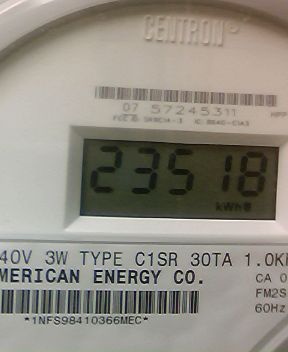 CENTRON®
07 57245311
23518
kWh
40V 3W TYPE C1SR 30TA 1.0K
MERICAN ENERGY CO.
CA 0
FM2S
60Hz
*1NFS98410366MEC*